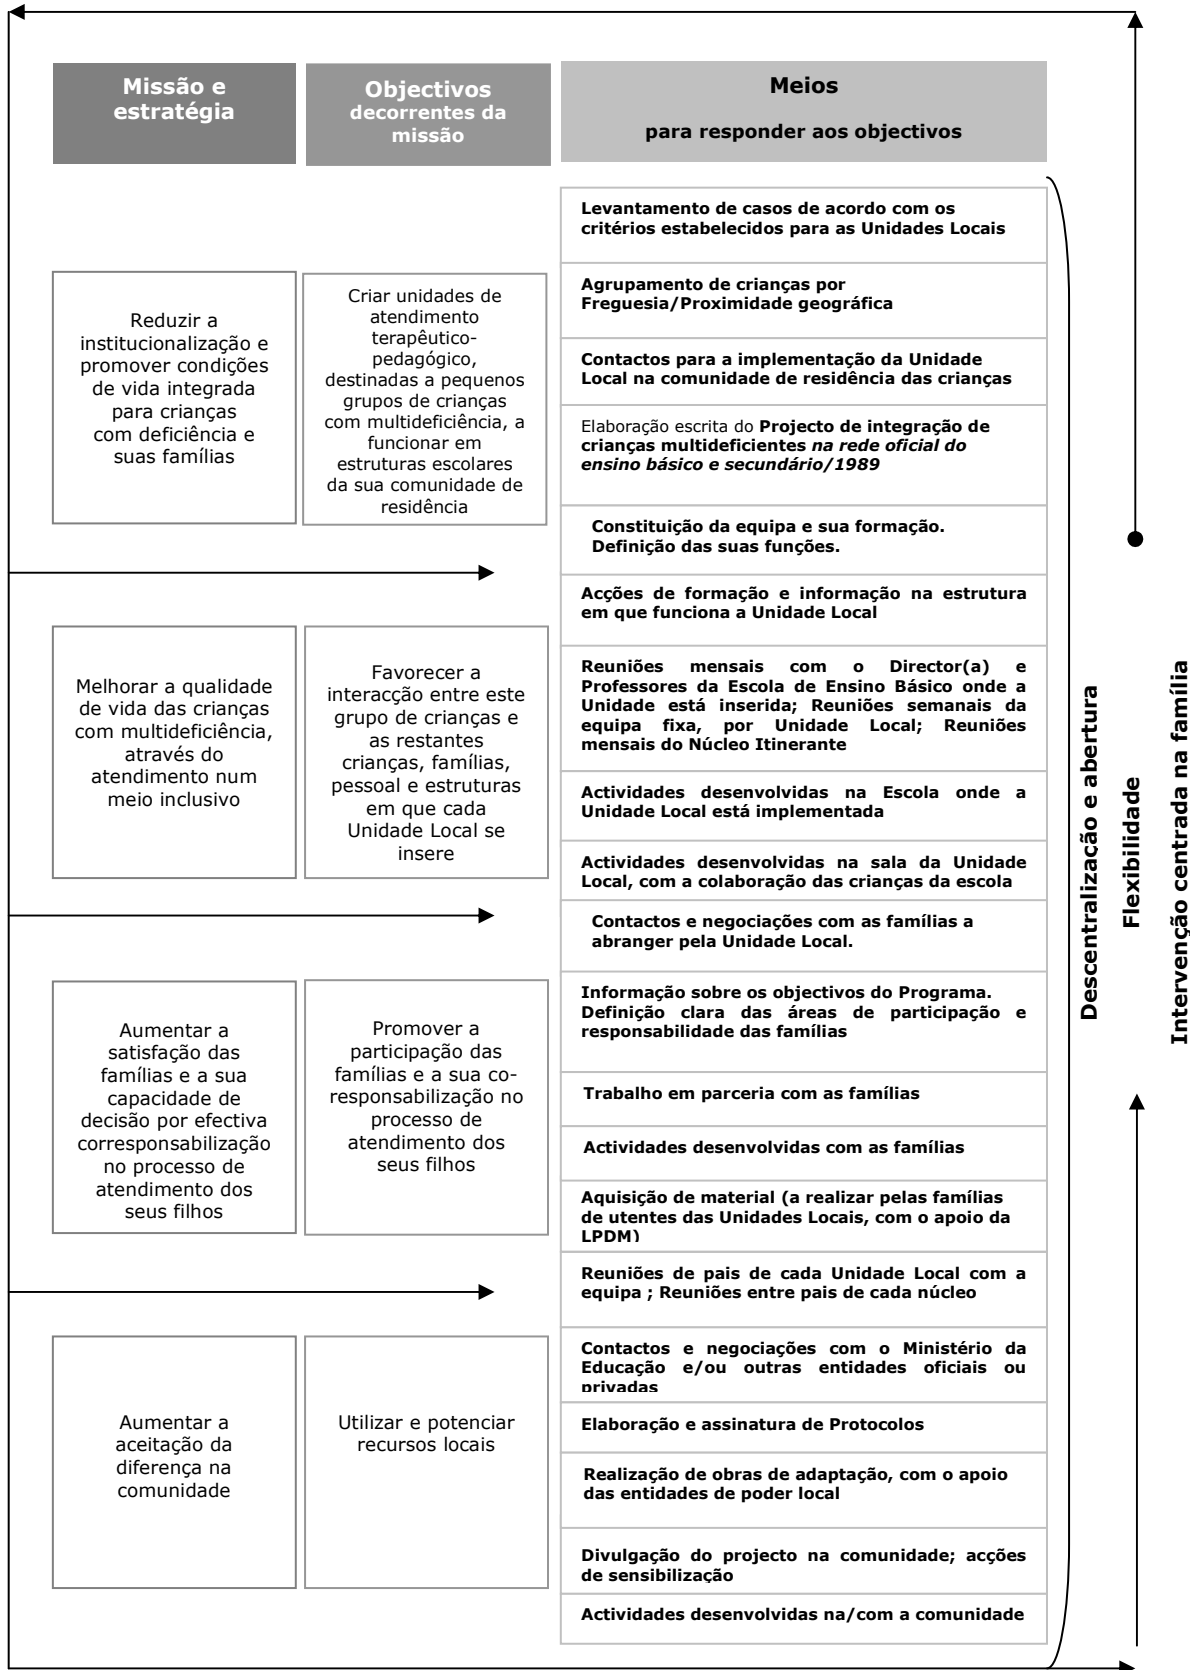 Missão e
estratégia
Objectivos
decorrentes da
missão
Meios
para responder aos objectivos
Reduzir a
institucionalização e
promover condições
de vida integrada
para crianças
com deficiência e
suas famílias
Criar unidades de
atendimento
terapêutico-
pedagógico,
destinadas a pequenos
grupos de crianças
com multideficiência, a
funcionar em
estruturas escolares
da sua comunidade de
residência
Levantamento de casos de acordo com os
critérios estabelecidos para as Unidades Locais
Agrupamento de crianças por
Freguesia/Proximidade geográfica
Contactos para a implementação da Unidade
Local na comunidade de residência das crianças
Elaboração escrita do Projecto de integração de
crianças multideficientes na rede oficial do
ensino básico e secundário/1989
Constituição da equipa e sua formação.
Definição das suas funções.
Melhorar a qualidade
de vida das crianças
com multideficiência,
através do
atendimento num
meio inclusivo
Favorecer a
interacção entre este
grupo de crianças e
as restantes
crianças, famílias,
pessoal e estruturas
em que cada
Unidade Local se
insere
Acções de formação e informação na estrutura
em que funciona a Unidade Local
Reuniões mensais com o Director(a) e
Professores da Escola de Ensino Básico onde a
Unidade está inserida; Reuniões semanais da
equipa fixa, por Unidade Local; Reuniões
mensais do Núcleo Itinerante
Actividades desenvolvidas na Escola onde a
Unidade Local está implementada
Actividades desenvolvidas na sala da Unidade
Local, com a colaboração das crianças da escola
Aumentar a
satisfação das
famílias e a sua
capacidade de
decisão por efectiva
corresponsabilização
no processo de
atendimento dos
seus filhos
Promover a
participação das
famílias e a sua co-
responsabilização no
processo de
atendimento dos
seus filhos
Contactos e negociações com as famílias a
abranger pela Unidade Local.
Informação sobre os objectivos do Programa.
Definição clara das áreas de participação e
responsabilidade das famílias
Trabalho em parceria com as famílias
Actividades desenvolvidas com as famílias
Aquisição de material (a realizar pelas famílias
de utentes das Unidades Locais, com o apoio da
LPDM)
Reuniões de pais de cada Unidade Local com a
equipa ; Reuniões entre pais de cada núcleo
Aumentar a
aceitação da
diferença na
comunidade
Utilizar e potenciar
recursos locais
Contactos e negociações com o Ministério da
Educação e/ou outras entidades oficiais ou
privadas
Elaboração e assinatura de Protocolos
Realização de obras de adaptação, com o apoio
das entidades de poder local
Divulgação do projecto na comunidade; acções
de sensibilização
Actividades desenvolvidas na/com a comunidade
Descentralização e abertura
Flexibilidade
Intervenção centrada na família